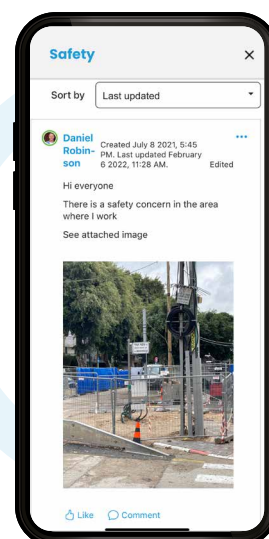 Safety
Sort by Last updated
Daniel Robin-son
Created July 8 2021, 5:45
PM. Last updated February
6 2022, 11:28 AM.
Edited
Hi everyone
There is a safety concern in the area
where I work
See attached image
Like Comment